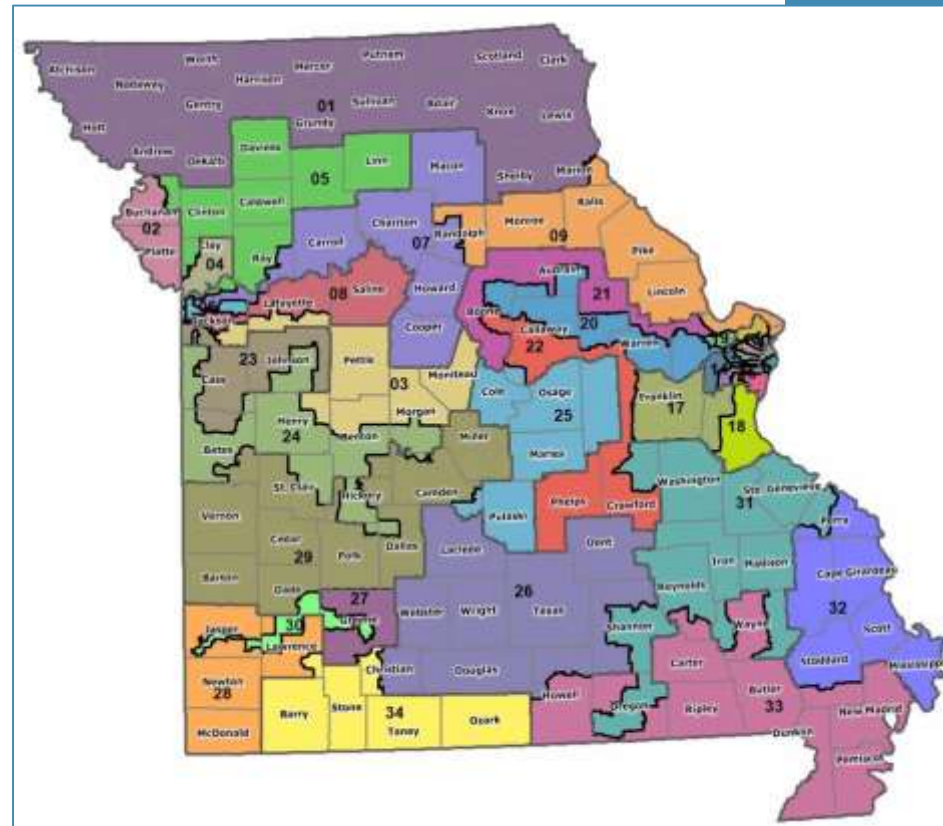 Worth
Mercer
Putnam
Scotland
Clark
Atchison
Nodaway
Harrison
Gentry
01
Sullivan
Adair
Knox
Lewis
Holt
Grundy
Andrew
DeKalb
Daviess
Linn
Macon
Shelby
Marion
05
Buchanan
Clinton
Caldwell
Chariton
Randolph
Monroe
Ralls
02
09
Platte
Clay
04
Ray
Carroll
07
Pike
Audrain
Howard
Lincoln
21
Lafayette
08
Saline
Jackson
Boone
Callaway
20
Cooper
22
Warren
23
Johnson
Pettis
Cass
03
Moniteau
Cole
Osage
Franklin
17
Morgan
25
18
Henry
24
Benton
Miller
Bates
Maries
Washington
Ste. Genevieve
St. Clair
Hickory
Camden
31
Vernon
Pulaski
Phelps
Crawford
Perry
Cedar
Dallas
Laclede
Dent
Iron
Madison
29
Polk
Cape Girardeau
Barton
Reynolds
Dade
26
27
Webster
Wright
Texas
32
Greene
Shannon
Wayne
Scott
Jasper
30
Lawrence
Christian
Carter
Stoddard
Mississippi
Newton
Douglas
28
Howell
Butler
Barry
Stone
34
Oregon
Ripley
33
New Madrid
Taney
Ozark
McDonald
Dunklin
Pemiscot